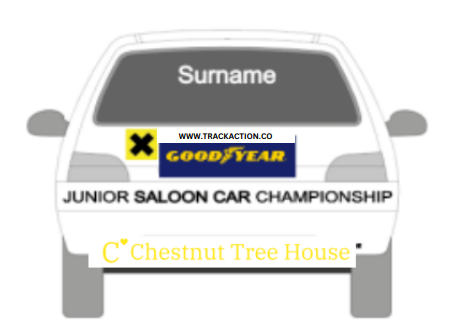 Surname
WWW.TRACKACTION.CO
GOODYEAR
JUNIOR SALOON CAR CHAMPIONSHIP
C♥ Chestnut Tree House